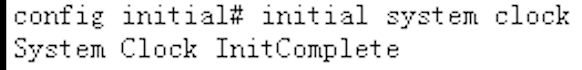 config initial# initial system clock
System Clock InitComplete